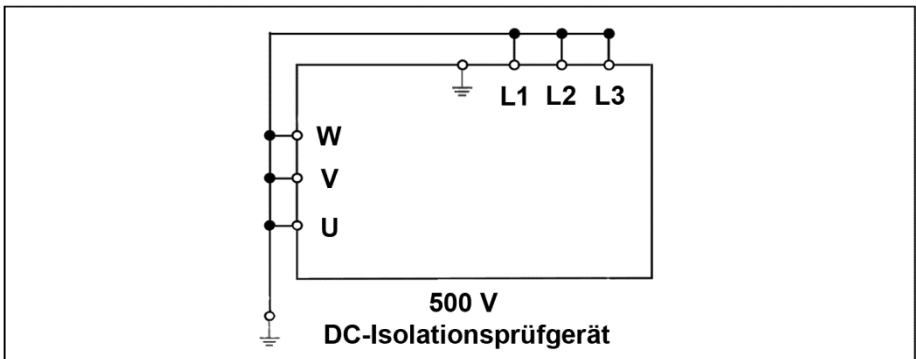 L1 L2 L3
W
V
U
500 V
DC-Isolationsprüfgerät